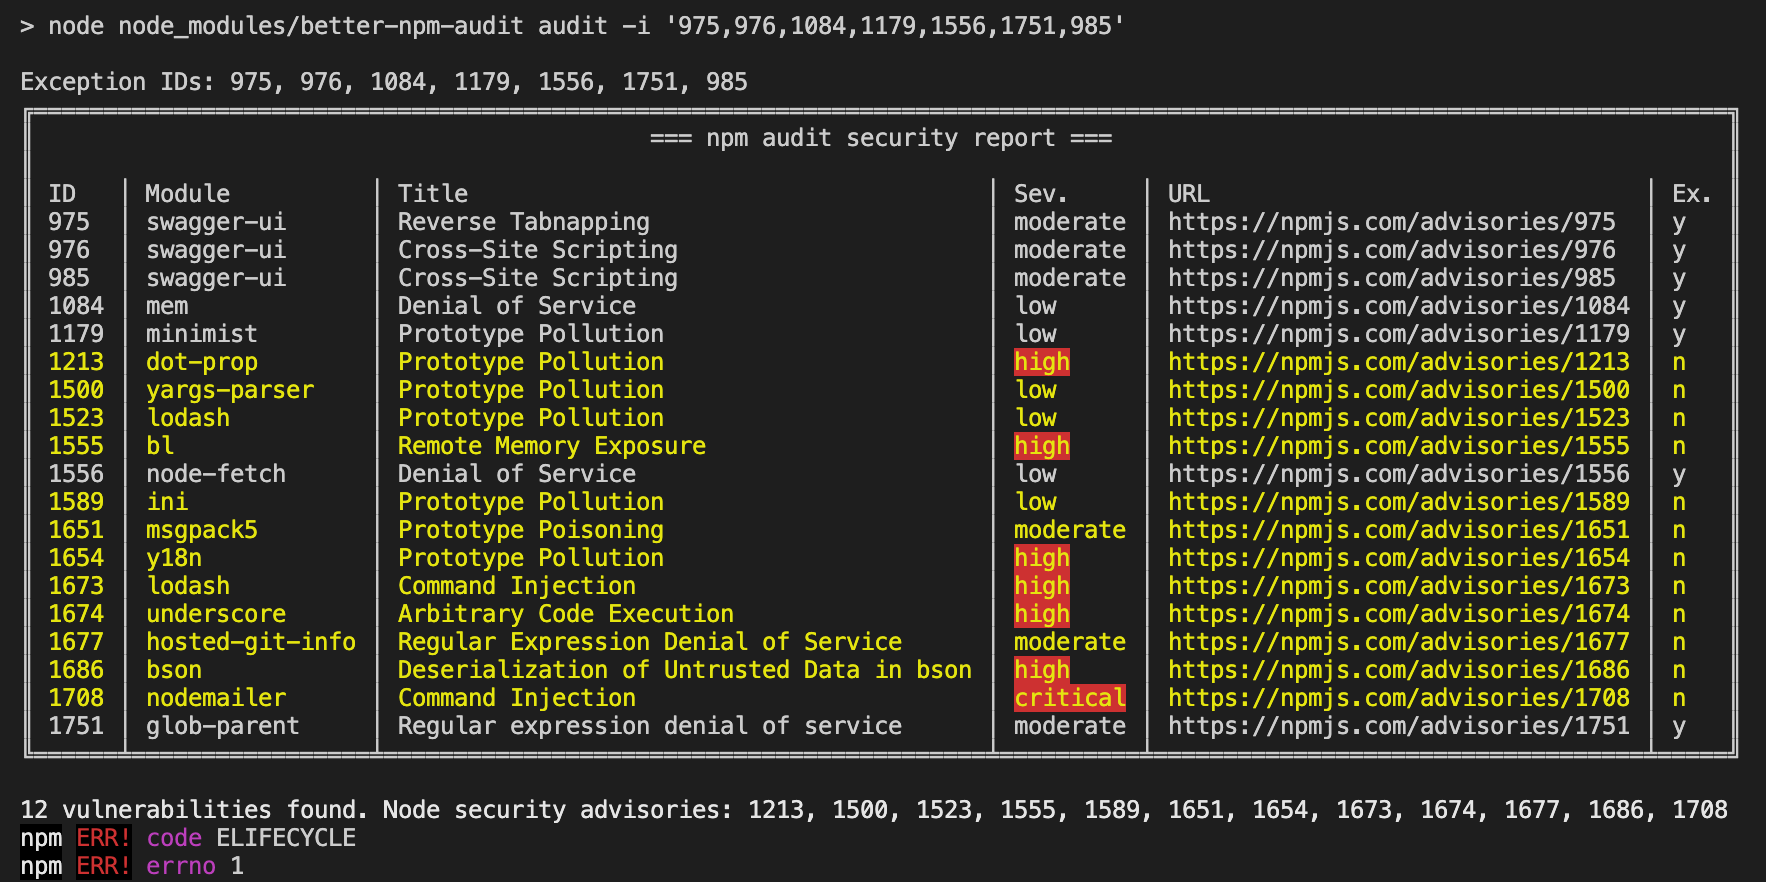 > node node_modules/better-npm-audit audit -i '975,976,1084,1179,1556,1751,985'
Exception IDs: 975, 976, 1084, 1179, 1556, 1751, 985
=== npm audit security report ===
ID | Module | Title | Sev. | URL | Ex.
975 | swagger-ui | Reverse Tabnapping | moderate | https://npmjs.com/advisories/975 | y
976 | swagger-ui | Cross-Site Scripting | moderate | https://npmjs.com/advisories/976 | y
985 | swagger-ui | Cross-Site Scripting | moderate | https://npmjs.com/advisories/985 | y
1084 | mem | Denial of Service | low | https://npmjs.com/advisories/1084 | y
1179 | minimist | Prototype Pollution | low | https://npmjs.com/advisories/1179 | y
1213 | dot-prop | Prototype Pollution | high | https://npmjs.com/advisories/1213 | n
1500 | yargs-parser | Prototype Pollution | low | https://npmjs.com/advisories/1500 | n
1523 | lodash | Prototype Pollution | low | https://npmjs.com/advisories/1523 | n
1555 | bl | Remote Memory Exposure | high | https://npmjs.com/advisories/1555 | n
1556 | node-fetch | Denial of Service | low | https://npmjs.com/advisories/1556 | y
1589 | ini | Prototype Pollution | low | https://npmjs.com/advisories/1589 | n
1651 | msgpack5 | Prototype Poisoning | moderate | https://npmjs.com/advisories/1651 | n
1654 | y18n | Prototype Pollution | high | https://npmjs.com/advisories/1654 | n
1673 | lodash | Command Injection | high | https://npmjs.com/advisories/1673 | n
1674 | underscore | Arbitrary Code Execution | high | https://npmjs.com/advisories/1674 | n
1677 | hosted-git-info | Regular Expression Denial of Service | moderate | https://npmjs.com/advisories/1677 | n
1686 | bson | Deserialization of Untrusted Data in bson | high | https://npmjs.com/advisories/1686 | n
1708 | nodemailer | Command Injection | critical | https://npmjs.com/advisories/1708 | n
1751 | glob-parent | Regular expression denial of service | moderate | https://npmjs.com/advisories/1751 | y
12 vulnerabilities found. Node security advisories: 1213, 1500, 1523, 1555, 1589, 1651, 1654, 1673, 1674, 1677, 1686, 1708
npm ERR! code ELIFECYCLE
npm ERR! errno 1